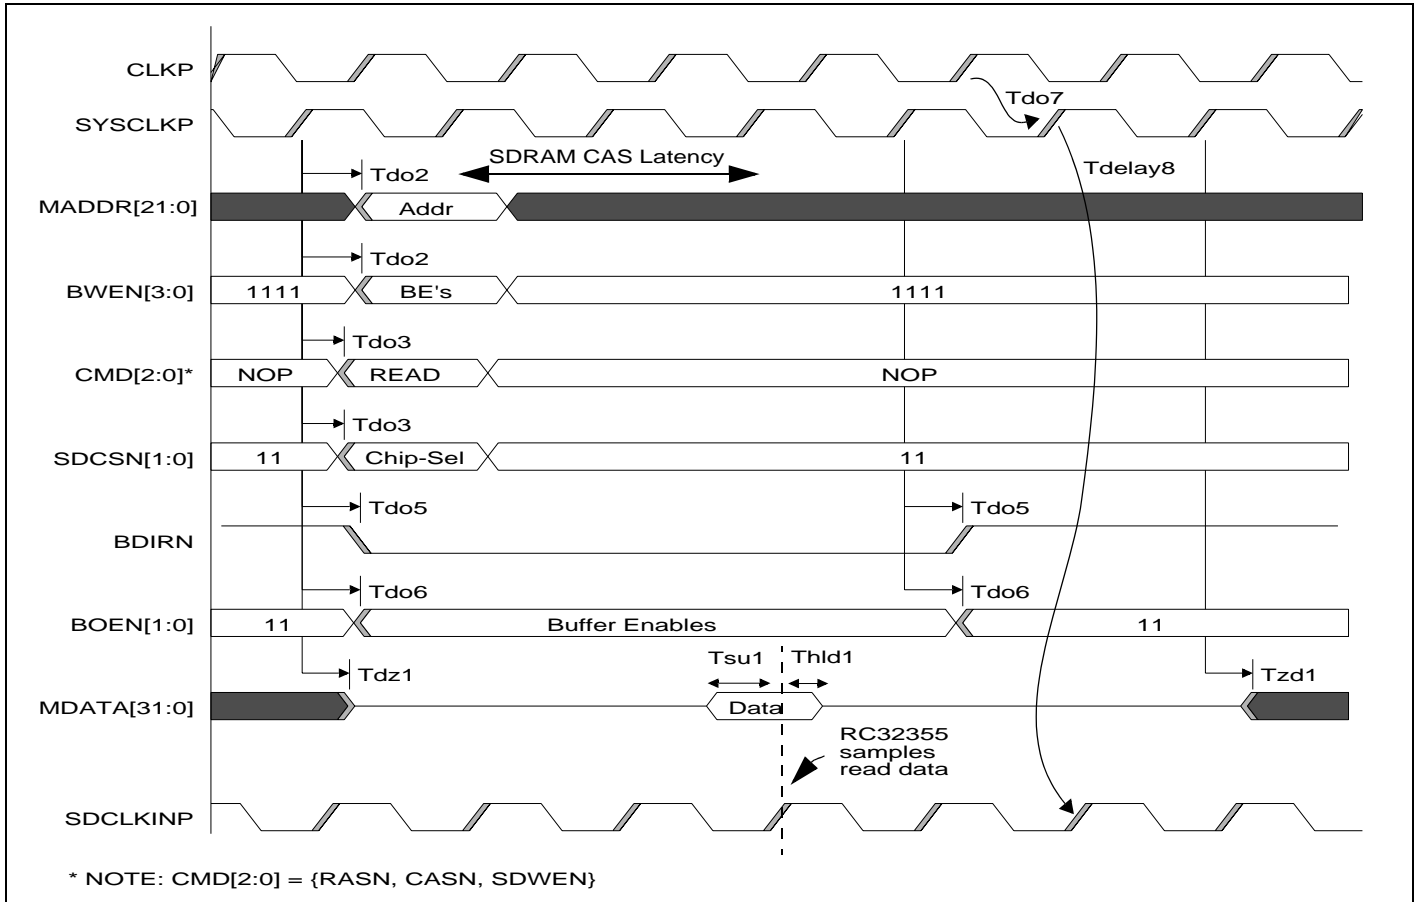 CLKP
Tdo7
SYSCLKP
SDRAM CAS Latency
Tdo2
Tdelay8
MADDR[21:0]
Addr
Tdo2
BWEN[3:0]
1111
BE's
1111
Tdo3
CMD[2:0]*
NOP
READ
NOP
Tdo3
SDCSN[1:0]
11
Chip-Sel
11
Tdo5
Tdo5
BDIRN
Tdo6
Tdo6
BOEN[1:0]
11
Buffer Enables
11
Tsu1
Thld1
Tdz1
Tzd1
MDATA[31:0]
Data
RC32355
samples
read data
SDCLKINP
* NOTE: CMD[2:0] = {RASN, CASN, SDWEN}